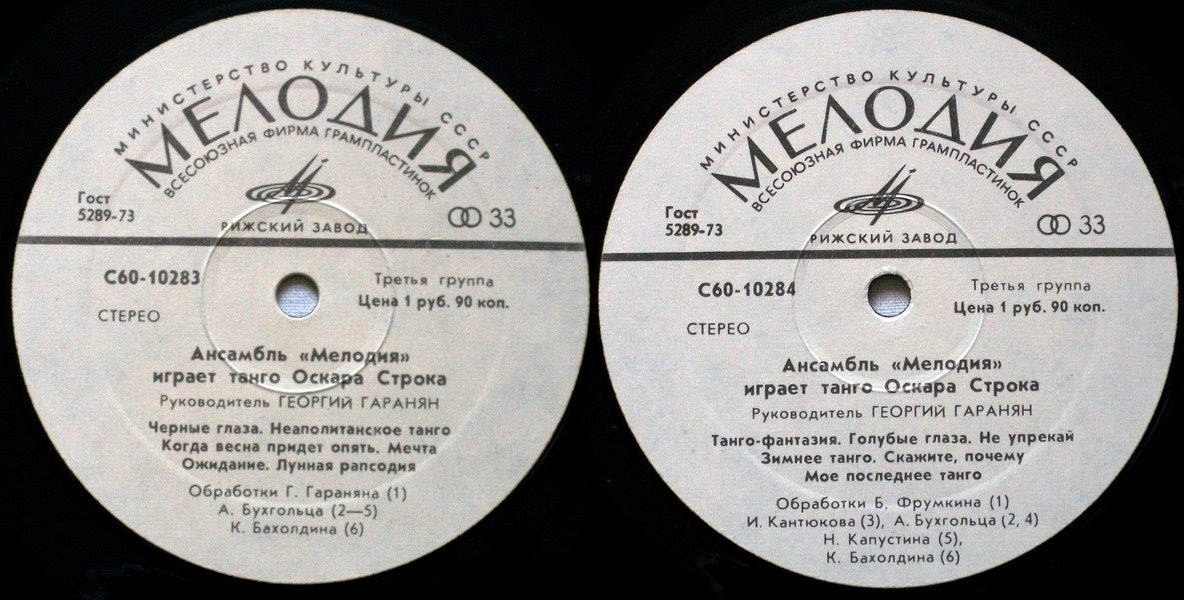 МИНИСТЕРСТВО КУЛЬТУРЫ СССР
МЕЛОДИЯ
ВСЕСОЮЗНАЯ ФИРМА ГРАМПЛАСТИНОК
Гост
5289-73
33
РИЖСКИЙ ЗАВОД
С60-10283
Третья группа
Цена 1 руб. 90 коп.
СТЕРЕО
Ансамбль «Мелодия»
играет танго Оскара Строка
Руководитель ГЕОРГИЙ ГАРАНЯН
Черные глаза. Неаполитанское танго
Когда весна придет опять. Мечта
Ожидание. Лунная рапсодия
Обработки Г. Гараняна (1)
А. Бухгольца (2—5)
К. Бахолдина (6)
МИНИСТЕРСТВО КУЛЬТУРЫ СССР
МЕЛОДИЯ
ВСЕСОЮЗНАЯ ФИРМА ГРАМПЛАСТИНОК
Гост
5289-73
33
РИЖСКИЙ ЗАВОД
С60-10284
Третья группа
Цена 1 руб. 90 коп.
СТЕРЕО
Ансамбль «Мелодия»
играет танго Оскара Строка
Руководитель ГЕОРГИЙ ГАРАНЯН
Танго-фантазия. Голубые глаза. Не упрекай
Зимнее танго. Скажите, почему
Мое последнее танго
Обработки Б. Фрумкина (1)
И. Кантюкова (3), А. Бухгольца (2, 4)
Н. Капустина (5),
К. Бахолдина (6)